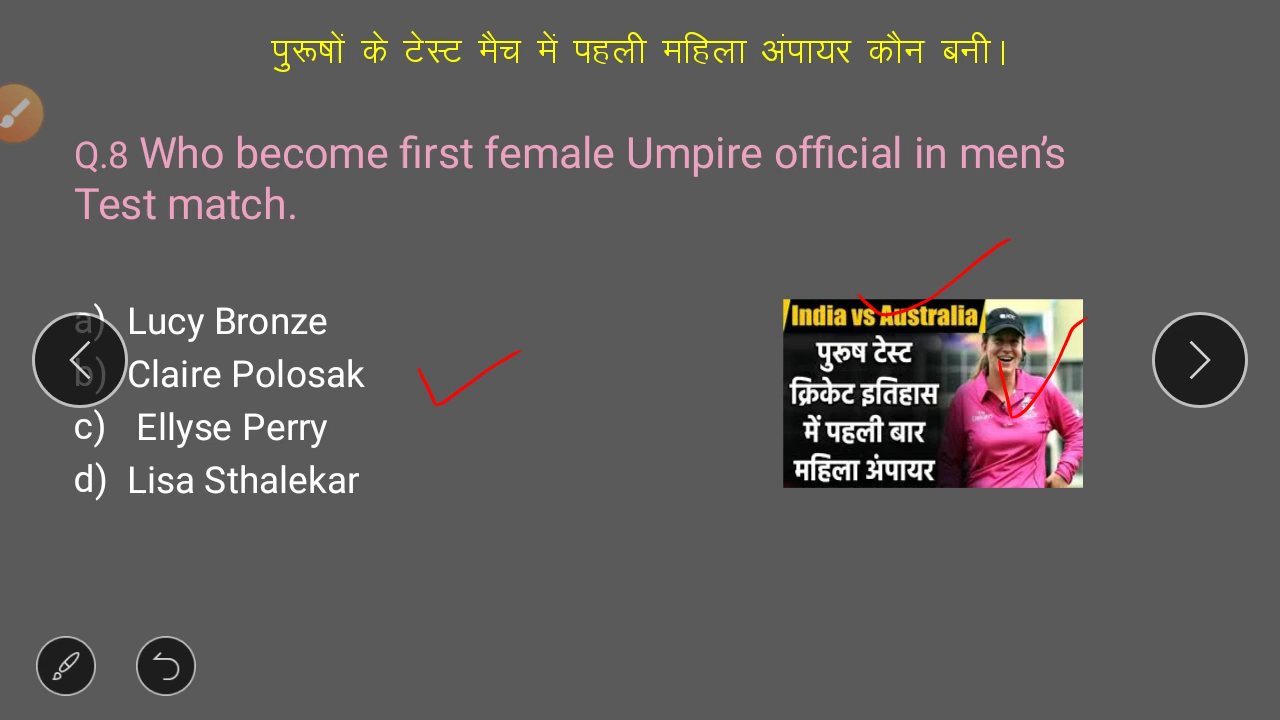 पुरूषों के टेस्ट मैच में पहली महिला अंपायर कौन बनी।
Q.8 Who become first female Umpire official in men's
Test match.
a) Lucy Bronze
b) Claire Polosak
c) Ellyse Perry
d) Lisa Sthalekar
India vs Australia
पुरूष टेस्ट
क्रिकेट इतिहास
में पहली बार
महिला अंपायर